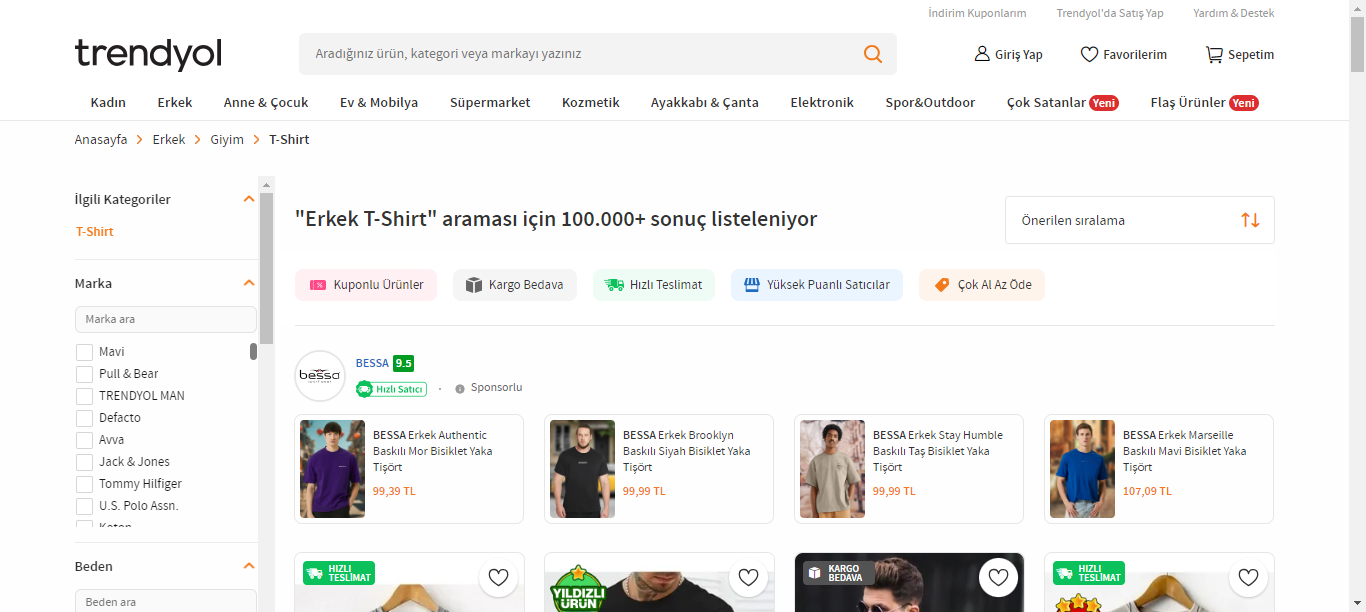 İndirim Kuponlarım Trendyol'da Satış Yap Yardım & Destek
trendyol
Aradığınız ürün, kategori veya markayı yazınız
Giriş Yap Favorilerim Sepetim
Kadın Erkek Anne & Çocuk Ev & Mobilya Süpermarket Kozmetik Ayakkabı & Çanta Elektronik Spor&Outdoor Çok Satanlar Yeni Flaş Ürünler Yeni
Anasayfa Erkek Giyim T-Shirt
İlgili Kategoriler
T-Shirt
Marka
Marka ara
Mavi
Pull & Bear
TRENDYOL MAN
Defacto
Avva
Jack & Jones
Tommy Hilfiger
U.S. Polo Assn.
Koton
Beden
Beden ara
"Erkek T-Shirt" araması için 100.000+ sonuç listeleniyor
Önerilen sıralama
Kuponlu Ürünler Kargo Bedava Hızlı Teslimat Yüksek Puanlı Satıcılar Çok Al Az Öde
bessa
BESSA 9.5
Hızlı Satıcı · Sponsorlu
BESSA Erkek Authentic
Baskılı Mor Bisiklet Yaka
Tişört
99,39 TL
BESSA Erkek Brooklyn
Baskılı Siyah Bisiklet Yaka
Tişört
99,99 TL
BESSA Erkek Stay Humble
Baskılı Taş Bisiklet Yaka
Tişört
99,99 TL
BESSA Erkek Marseille
Baskılı Mavi Bisiklet Yaka
Tişört
107,09 TL
HIZLI
TESLİMAT
YILDIZLI
ÜRÜN
KARGO
BEDAVA
HIZLI
TESLİMAT